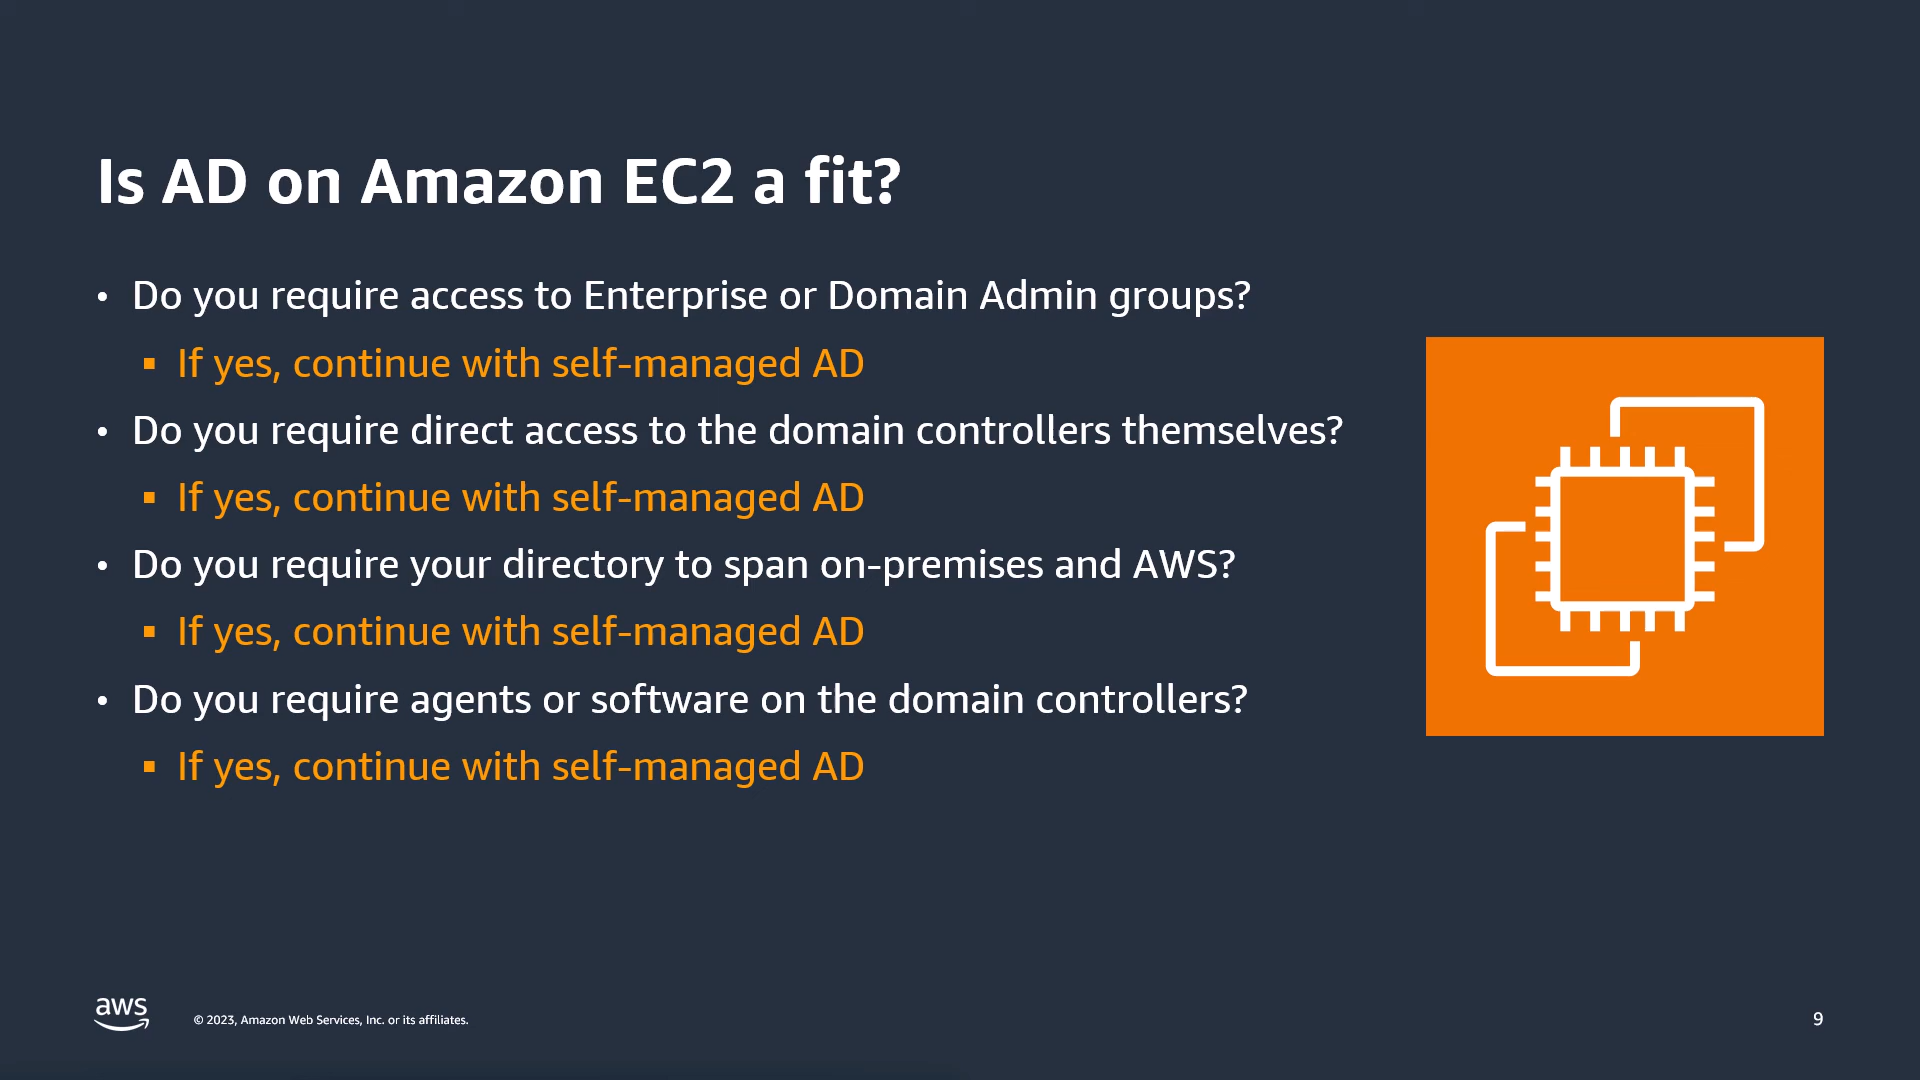 Is AD on Amazon EC2 a fit?
• Do you require access to Enterprise or Domain Admin groups?
▪ If yes, continue with self-managed AD
• Do you require direct access to the domain controllers themselves?
▪ If yes, continue with self-managed AD
• Do you require your directory to span on-premises and AWS?
▪ If yes, continue with self-managed AD
• Do you require agents or software on the domain controllers?
▪ If yes, continue with self-managed AD
aws
© 2023, Amazon Web Services, Inc. or its affiliates.
9